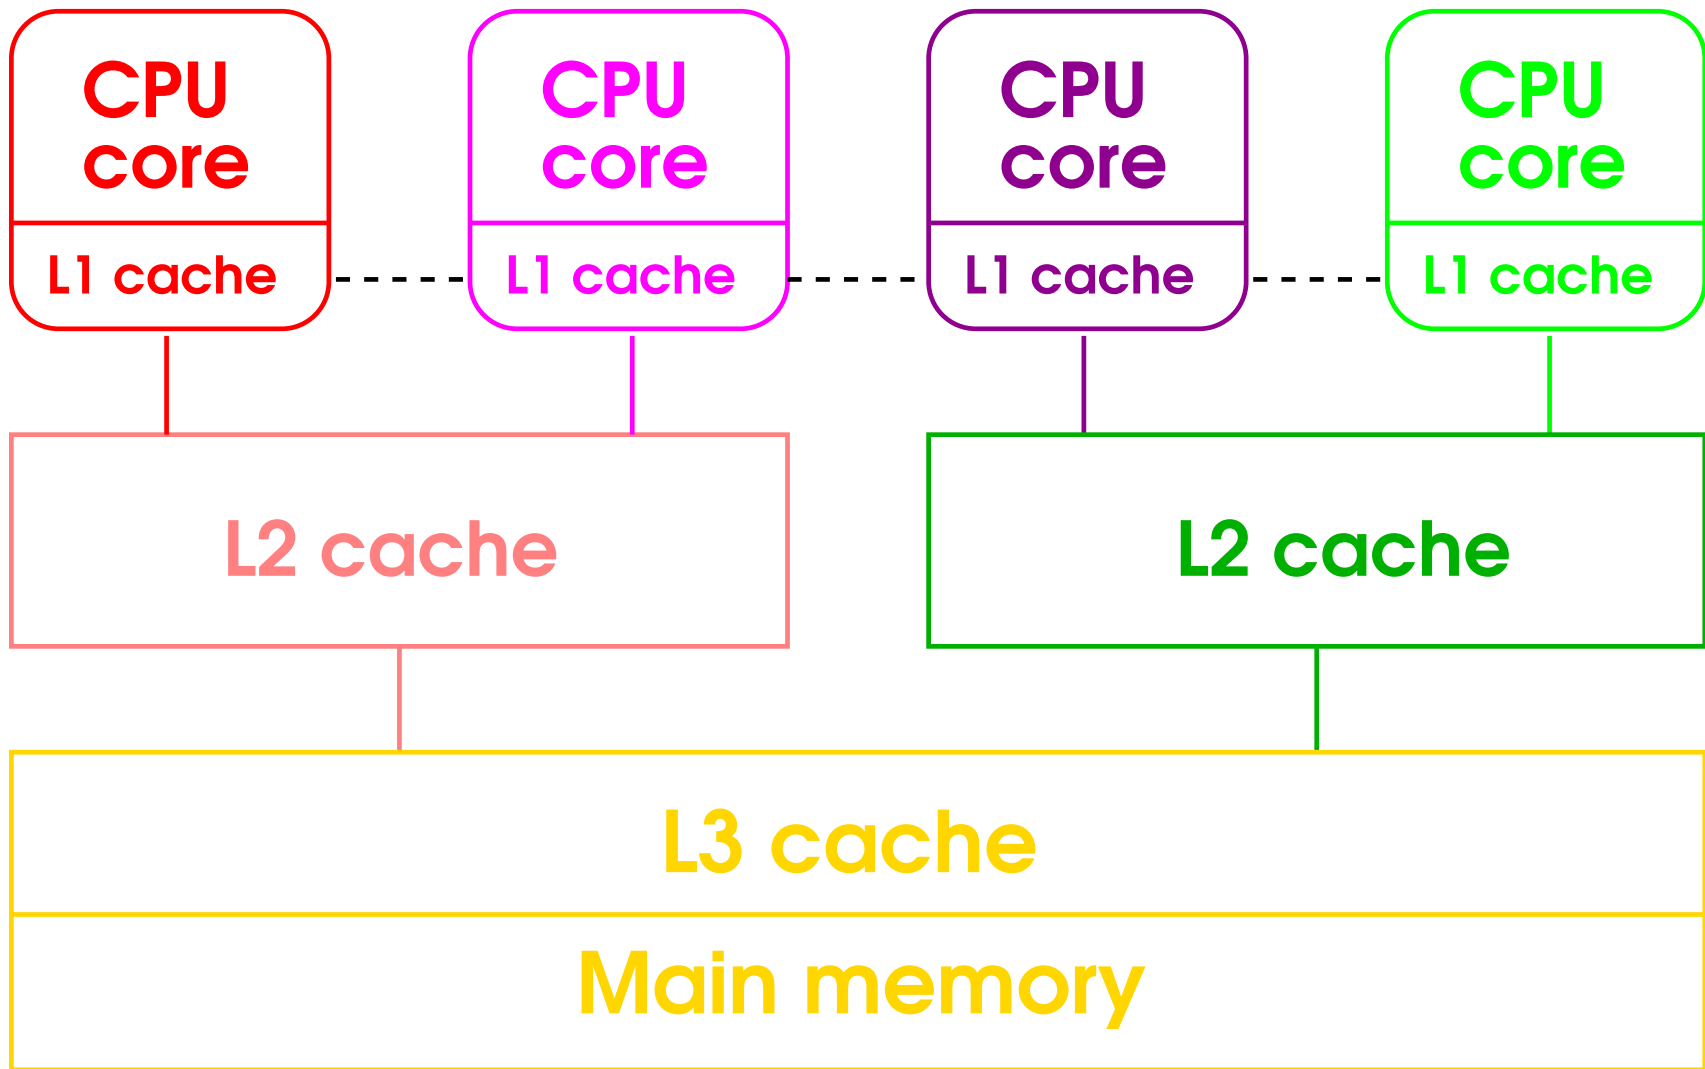 CPU
core
L1 cache
CPU
core
L1 cache
CPU
core
L1 cache
CPU
core
L1 cache
L2 cache
L2 cache
L3 cache
Main memory